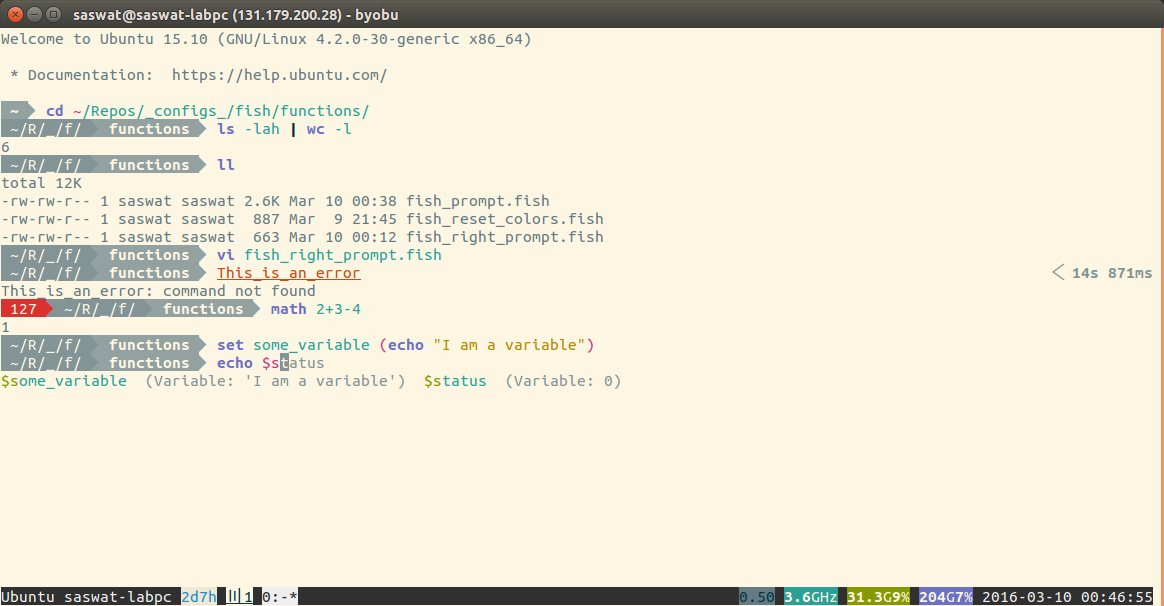 saswat@saswat-labpc (131.179.200.28) - byobu
Welcome to Ubuntu 15.10 (GNU/Linux 4.2.0-30-generic x86_64)
* Documentation:  https://help.ubuntu.com/
~ cd ~/Repos/_configs_/fish/functions/
~/R/_/f/ functions ls -lah | wc -l
6
~/R/_/f/ functions ll
total 12K
-rw-rw-r-- 1 saswat saswat 2.6K Mar 10 00:38 fish_prompt.fish
-rw-rw-r-- 1 saswat saswat  887 Mar  9 21:45 fish_reset_colors.fish
-rw-rw-r-- 1 saswat saswat  663 Mar 10 00:12 fish_right_prompt.fish
~/R/_/f/ functions vi fish_right_prompt.fish
~/R/_/f/ functions This_is_an_error 14s 871ms
This_is_an_error: command not found
127 ~/R/_/f/ functions math 2+3-4
1
~/R/_/f/ functions set some_variable (echo "I am a variable")
~/R/_/f/ functions echo $status
$some_variable  (Variable: 'I am a variable')  $status  (Variable: 0)
Ubuntu saswat-labpc 2d7h 1 0:-* 0.50 3.6GHz 31.3G9% 204G7% 2016-03-10 00:46:55